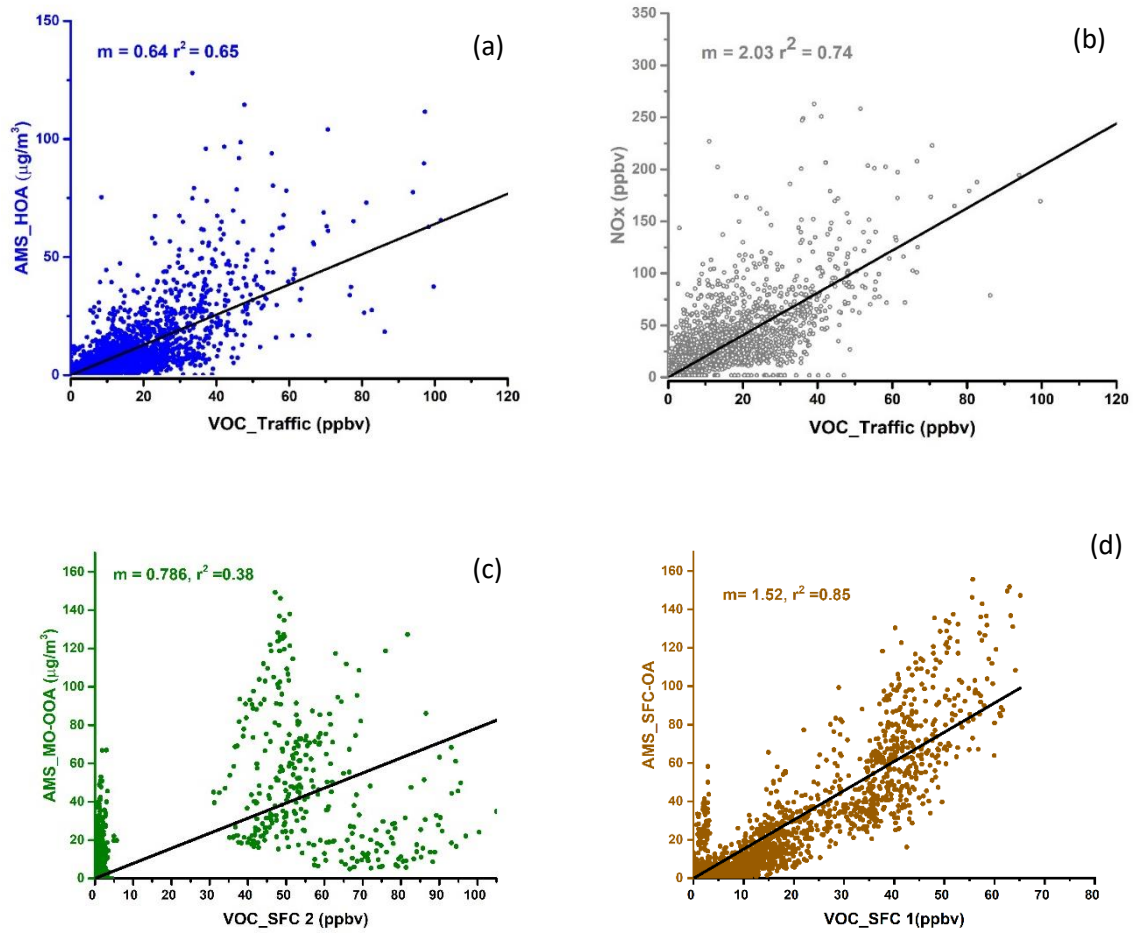 (a)
m = 0.64 r² = 0.65
AMS_HOA (μg/m³)
150
100
50
0
0 20 40 60 80 100 120
VOC_Traffic (ppbv)
(b)
m = 2.03 r² = 0.74
NOx (ppbv)
350
300
250
200
150
100
50
0
0 20 40 60 80 100 120
VOC_Traffic (ppbv)
(c)
m = 0.786, r² =0.38
AMS_MO-OOA (μg/m³)
160
140
120
100
80
60
40
20
0
0 10 20 30 40 50 60 70 80 90 100
VOC_SFC 2 (ppbv)
(d)
m= 1.52, r² =0.85
AMS_SFC-OA
160
140
120
100
80
60
40
20
0
0 10 20 30 40 50 60 70 80
VOC_SFC 1(ppbv)